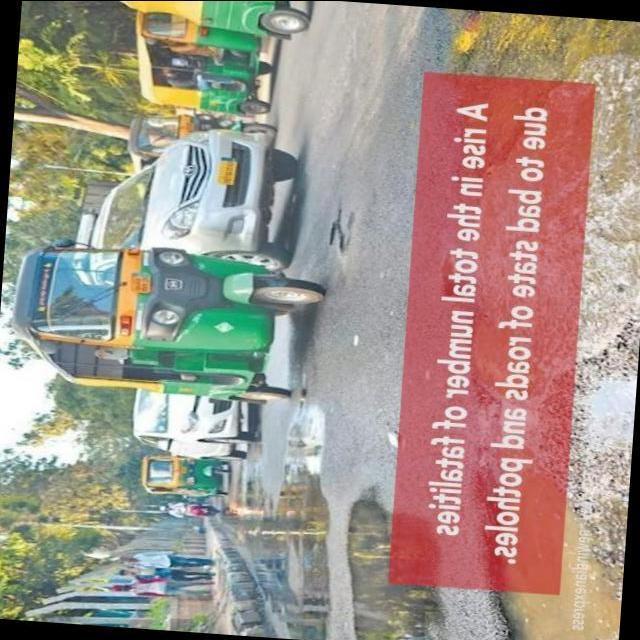 A rise in the total number of fatalities
due to bad state of roads and potholes.